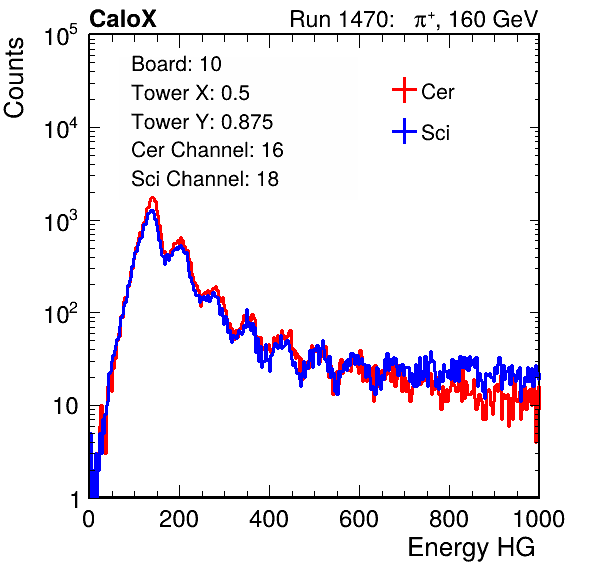 CaloX Run 1470: π⁺, 160 GeV
Counts
10⁵
10⁴
10³
10²
10
1
Board: 10
Tower X: 0.5
Tower Y: 0.875
Cer Channel: 16
Sci Channel: 18
Cer
Sci
0 200 400 600 800 1000
Energy HG